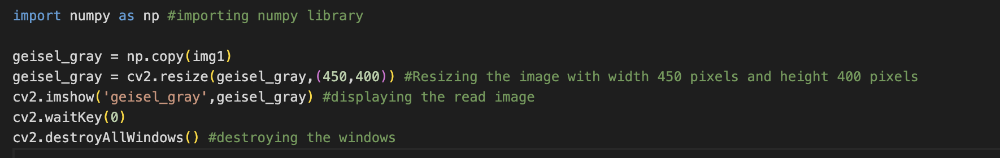 import numpy as np #importing numpy library
geisel_gray = np.copy(img1)
geisel_gray = cv2.resize(geisel_gray,(450,400)) #Resizing the image with width 450 pixels and height 400 pixels
cv2.imshow('geisel_gray',geisel_gray) #displaying the read image
cv2.waitKey(0)
cv2.destroyAllWindows() #destroying the windows